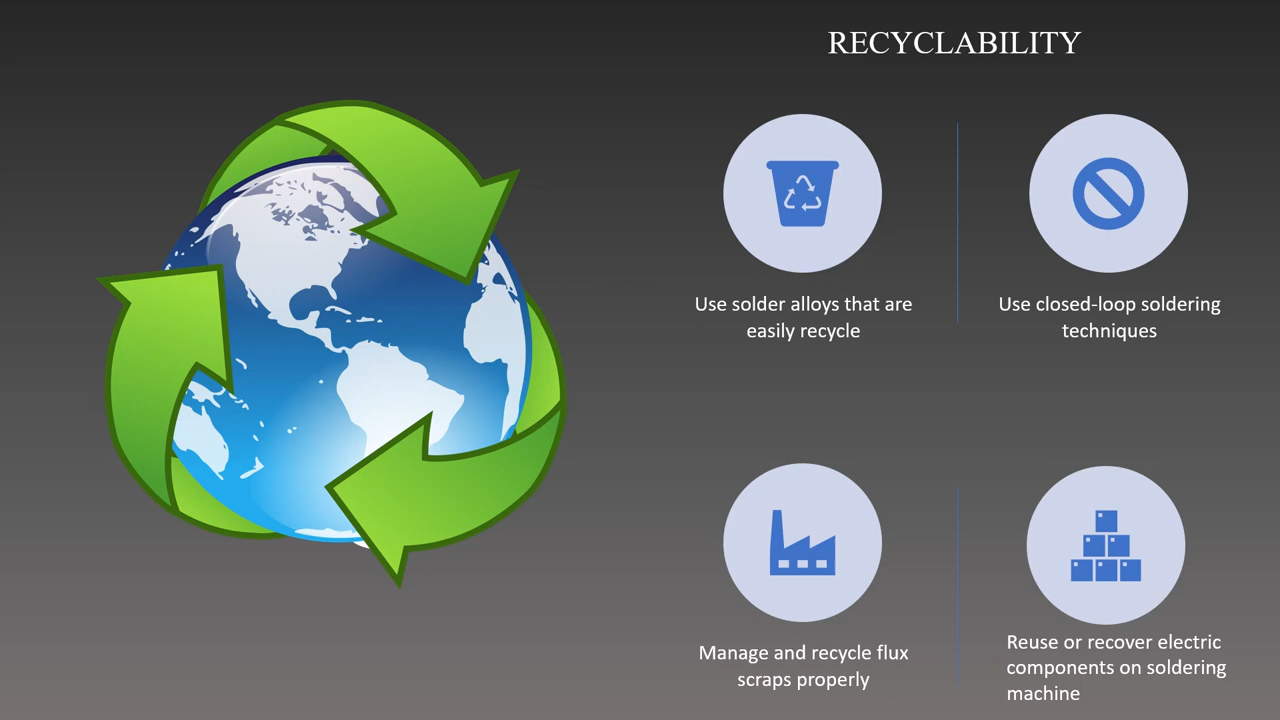 RECYCLABILITY
Use solder alloys that are
easily recycle
Use closed-loop soldering
techniques
Manage and recycle flux
scraps properly
Reuse or recover electric
components on soldering
machine